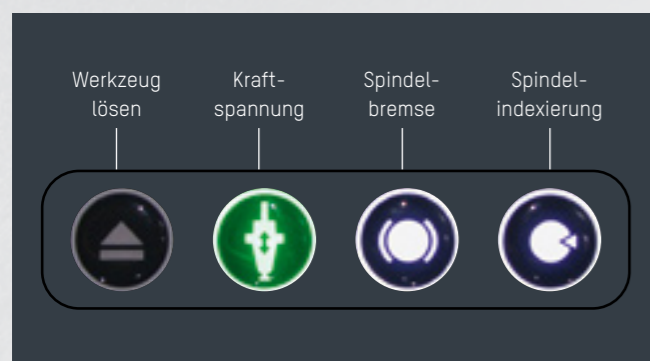 Werkzeug
lösen
Kraft-
spannung
Spindel-
bremse
Spindel-
indexierung